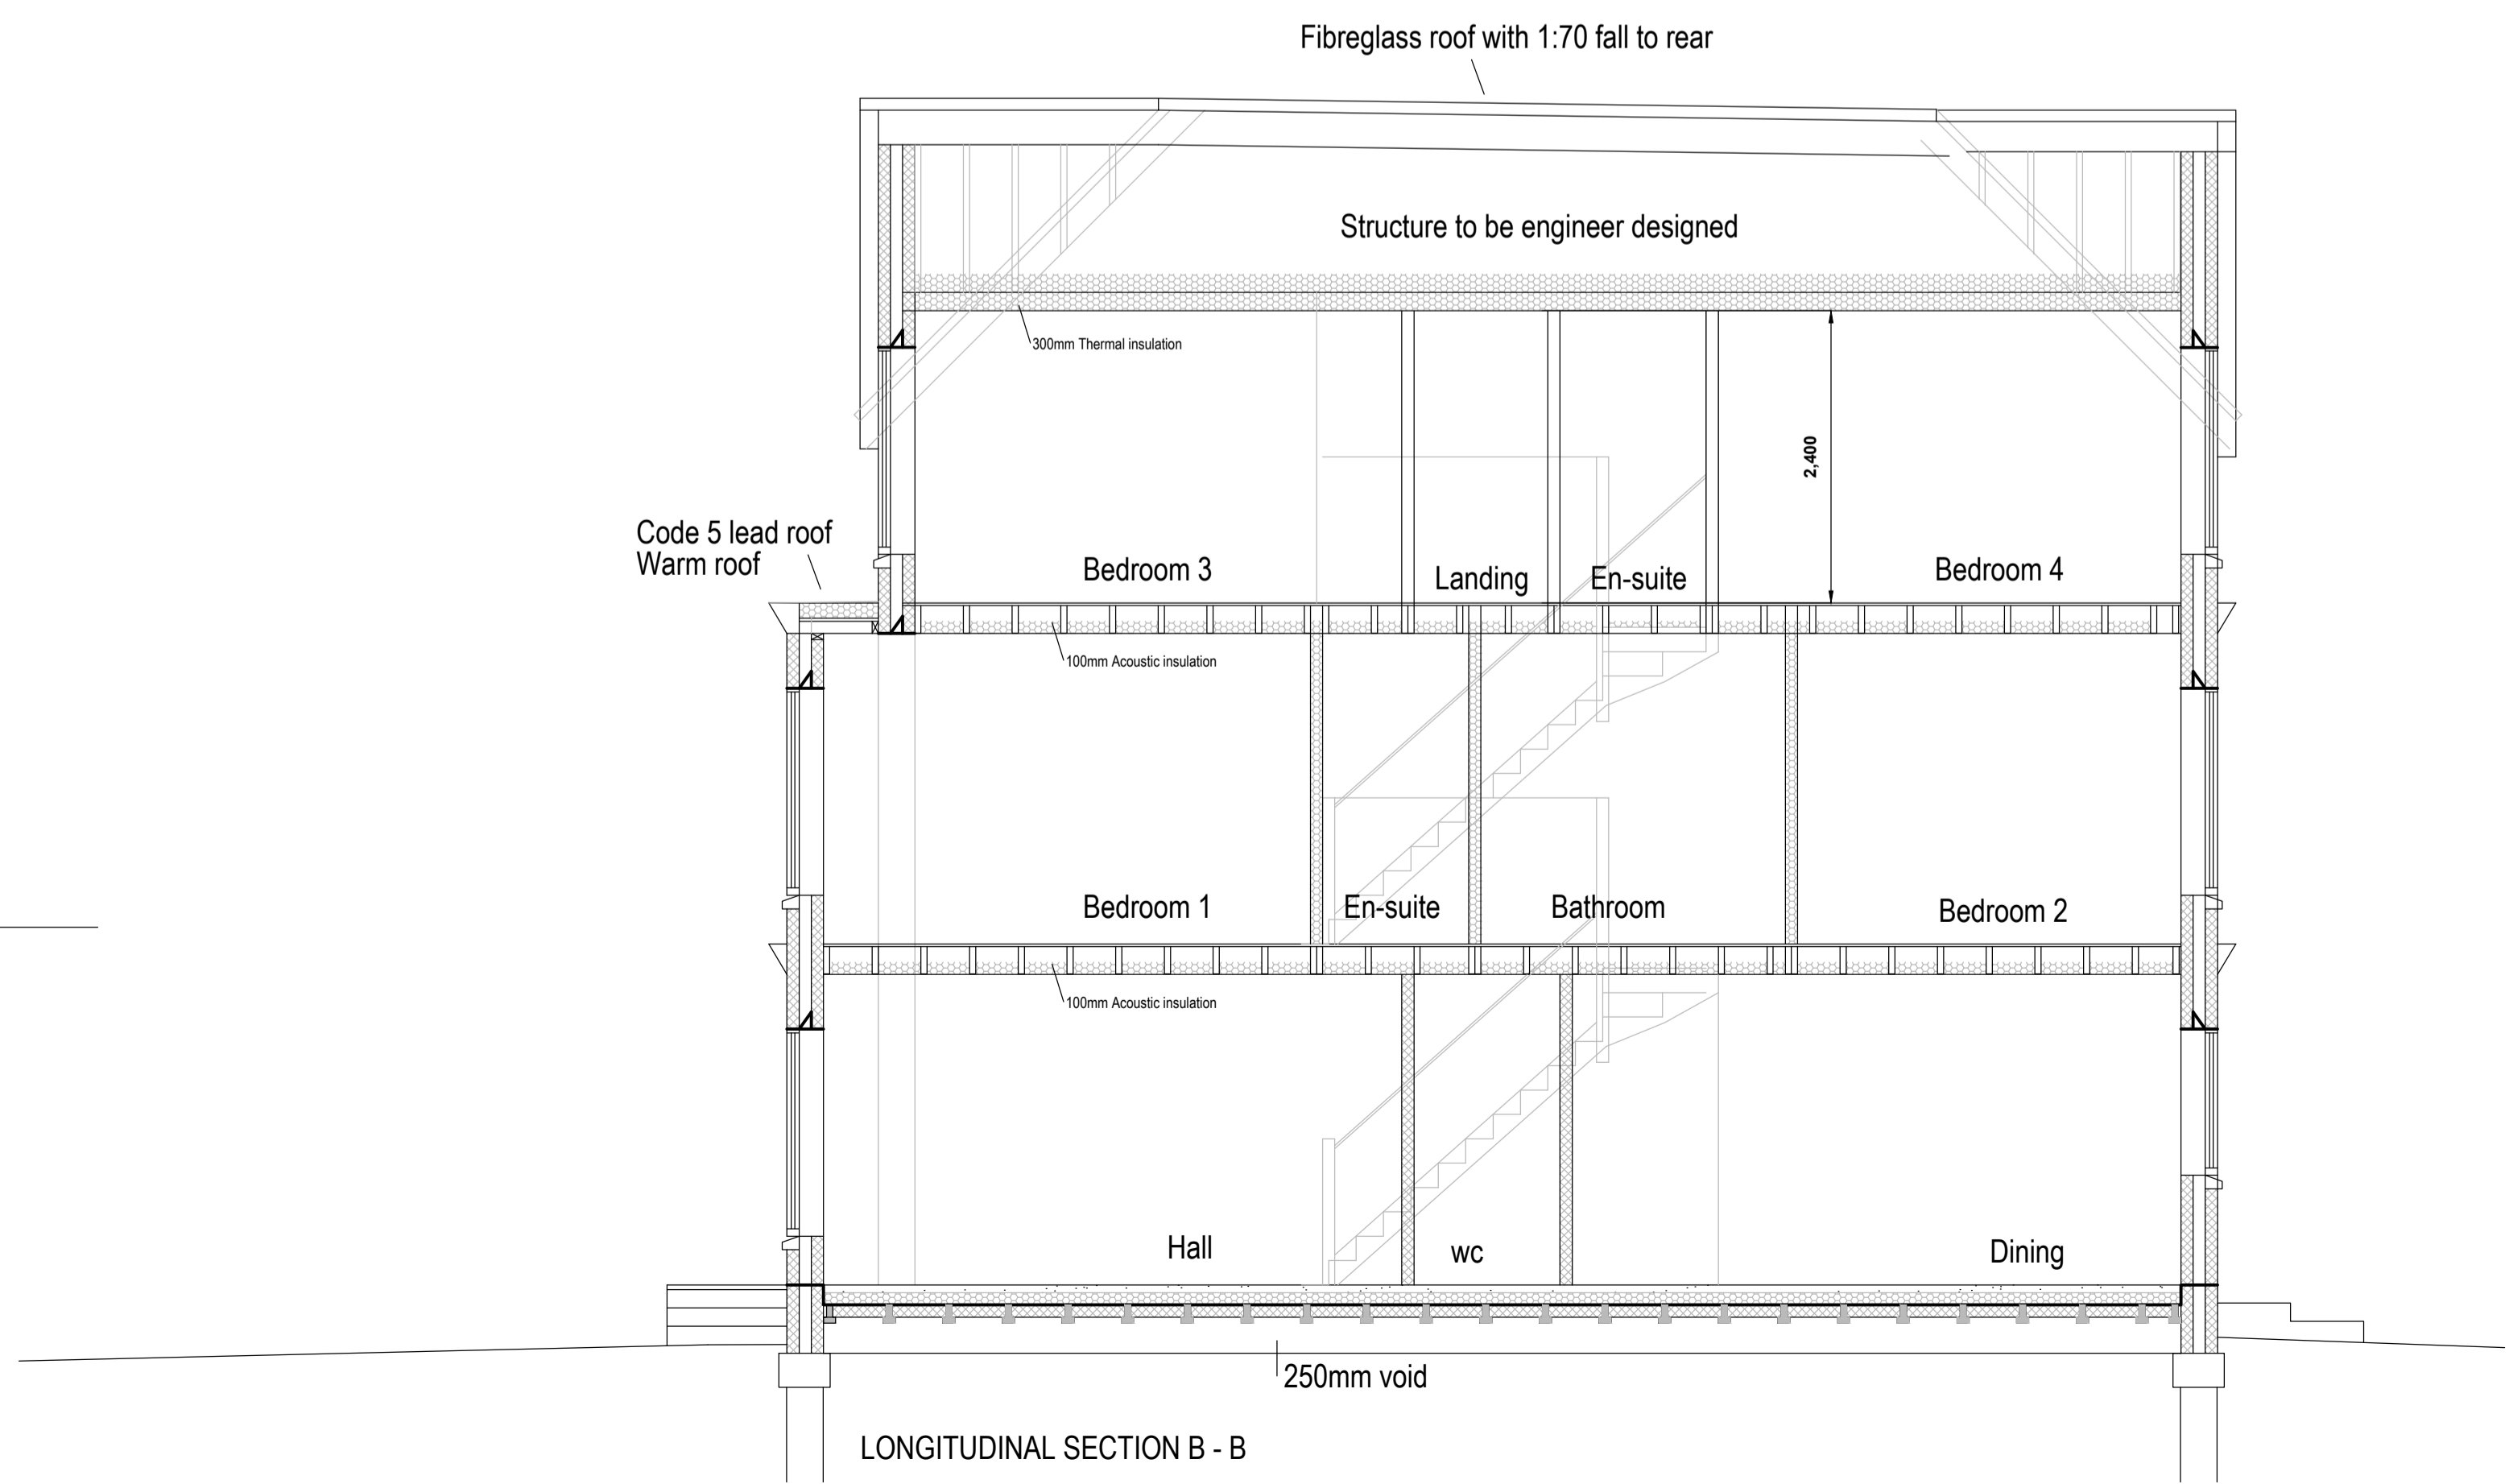 Fibreglass roof with 1:70 fall to rear
Structure to be engineer designed
300mm Thermal insulation
2,400
Code 5 lead roof
Warm roof
Bedroom 3
Landing
En-suite
Bedroom 4
100mm Acoustic insulation
Bedroom 1
En-suite
Bathroom
Bedroom 2
100mm Acoustic insulation
Hall
wc
Dining
250mm void
LONGITUDINAL SECTION B - B